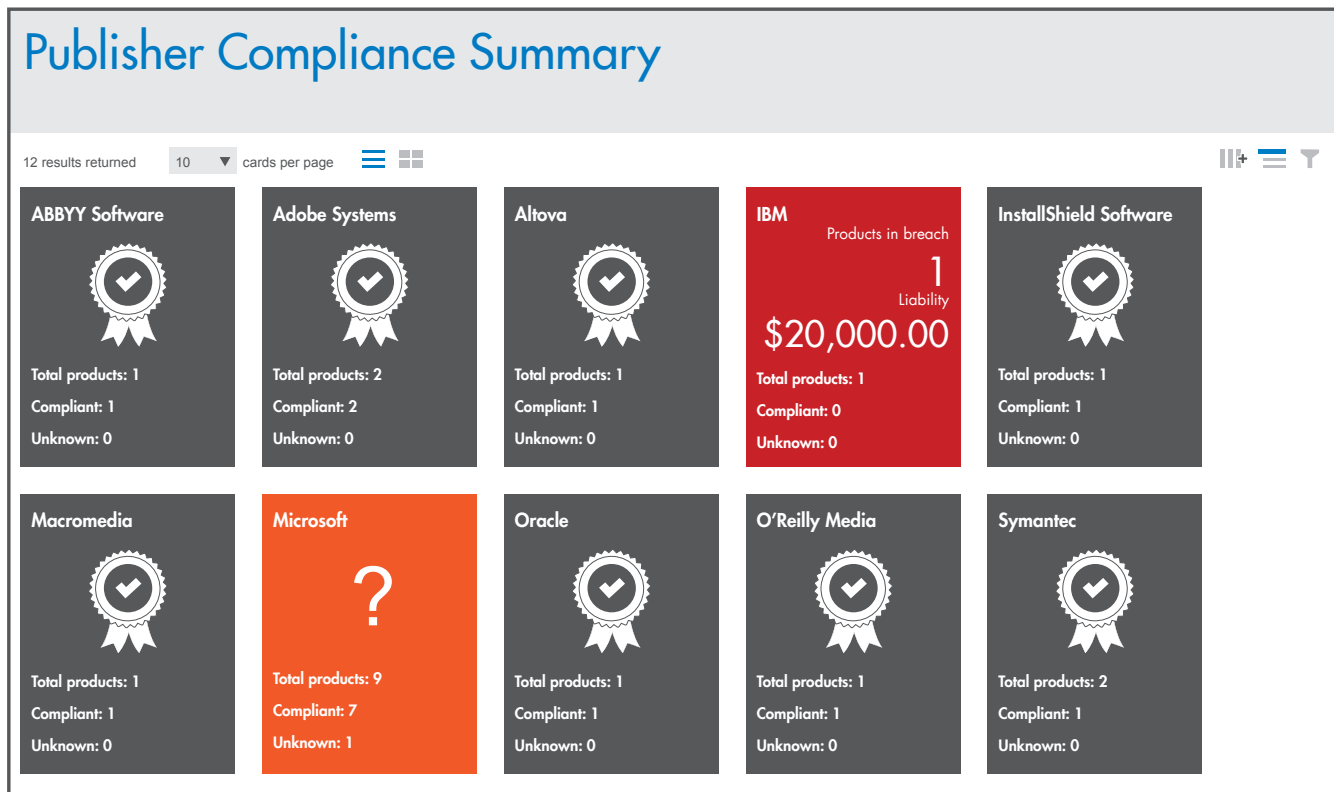 Publisher Compliance Summary
12 results returned 10 cards per page
ABBYY Software
Total products: 1
Compliant: 1
Unknown: 0
Adobe Systems
Total products: 2
Compliant: 2
Unknown: 0
Altova
Total products: 1
Compliant: 1
Unknown: 0
IBM
Products in breach
1
Liability
$20,000.00
Total products: 1
Compliant: 0
Unknown: 0
InstallShield Software
Total products: 1
Compliant: 1
Unknown: 0
Macromedia
Total products: 1
Compliant: 1
Unknown: 0
Microsoft
?
Total products: 9
Compliant: 7
Unknown: 1
Oracle
Total products: 1
Compliant: 1
Unknown: 0
O’Reilly Media
Total products: 1
Compliant: 1
Unknown: 0
Symantec
Total products: 2
Compliant: 1
Unknown: 0